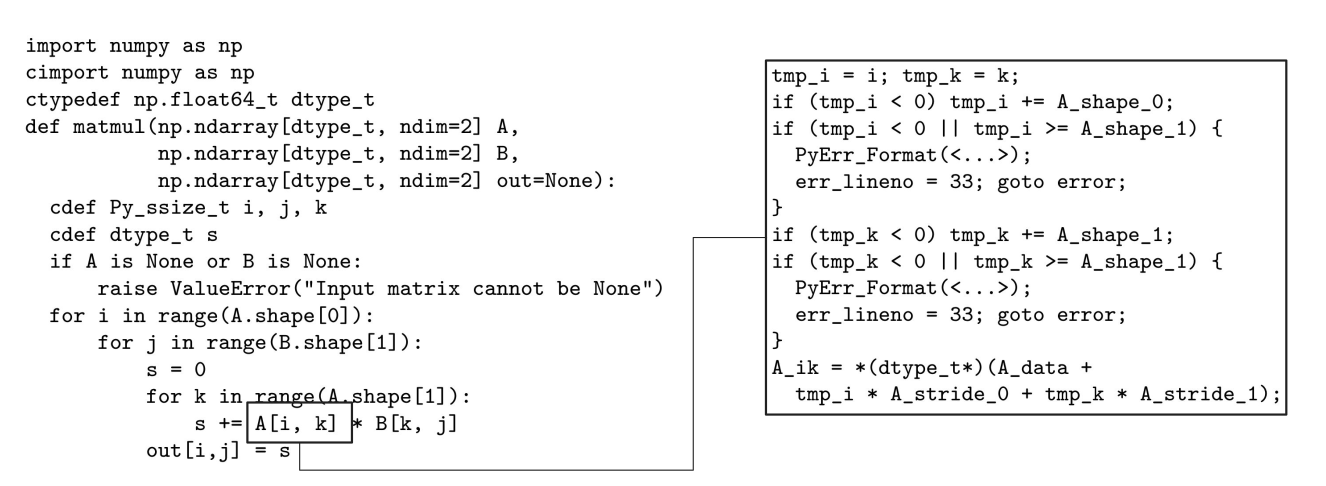 import numpy as np
cimport numpy as np
ctypedef np.float64_t dtype_t
def matmul(np.ndarray[dtype_t, ndim=2] A,
           np.ndarray[dtype_t, ndim=2] B,
           np.ndarray[dtype_t, ndim=2] out=None):
  cdef Py_ssize_t i, j, k
  cdef dtype_t s
  if A is None or B is None:
      raise ValueError("Input matrix cannot be None")
  for i in range(A.shape[0]):
      for j in range(B.shape[1]):
          s = 0
          for k in range(A.shape[1]):
              s += A[i, k] * B[k, j]
          out[i,j] = s
tmp_i = i; tmp_k = k;
if (tmp_i < 0) tmp_i += A_shape_0;
if (tmp_i < 0 || tmp_i >= A_shape_1) {
  PyErr_Format(<...>);
  err_lineno = 33; goto error;
}
if (tmp_k < 0) tmp_k += A_shape_1;
if (tmp_k < 0 || tmp_k >= A_shape_1) {
  PyErr_Format(<...>);
  err_lineno = 33; goto error;
}
A_ik = *(dtype_t*)(A_data +
  tmp_i * A_stride_0 + tmp_k * A_stride_1);